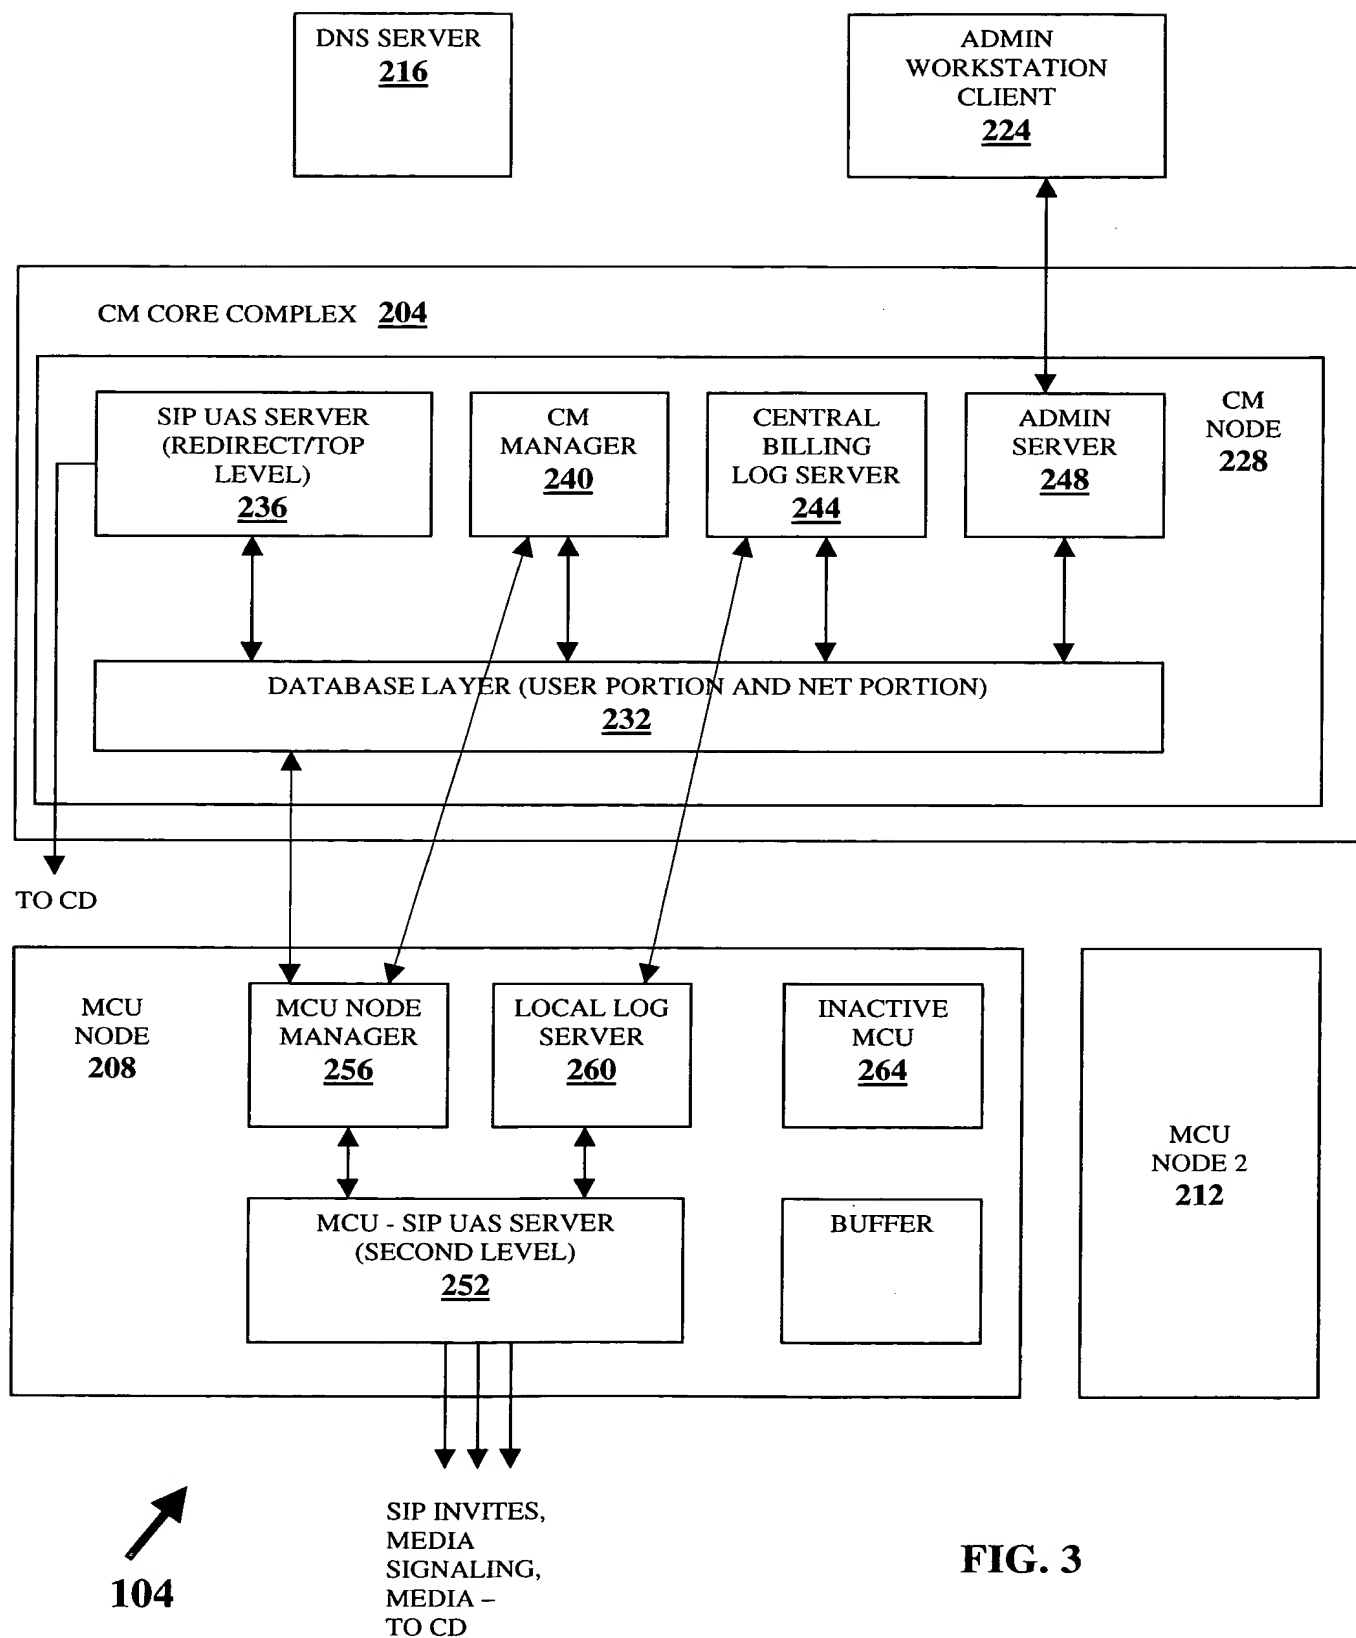 DNS SERVER
216
ADMIN
WORKSTATION
CLIENT
224
CM CORE COMPLEX 204
SIP UAS SERVER
(REDIRECT/TOP
LEVEL)
236
CM
MANAGER
240
CENTRAL
BILLING
LOG SERVER
244
ADMIN
SERVER
248
CM
NODE
228
DATABASE LAYER (USER PORTION AND NET PORTION)
232
TO CD
MCU
NODE
208
MCU NODE
MANAGER
256
LOCAL LOG
SERVER
260
INACTIVE
MCU
264
MCU - SIP UAS SERVER
(SECOND LEVEL)
252
BUFFER
MCU
NODE 2
212
104
SIP INVITES,
MEDIA
SIGNALING,
MEDIA –
TO CD
FIG. 3